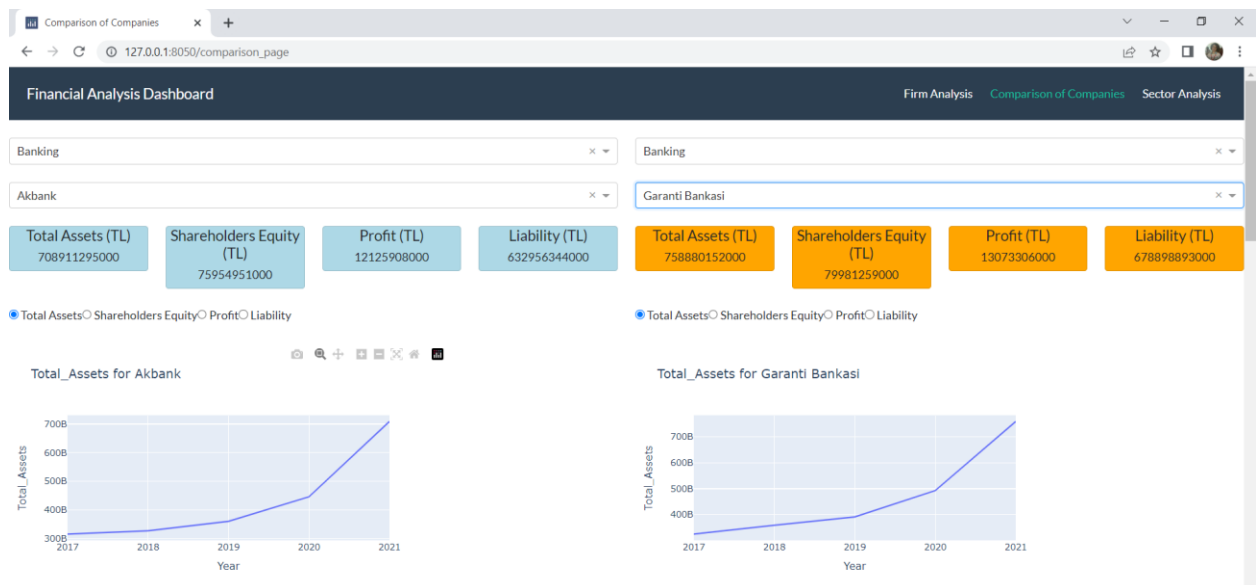 Comparison of Companies
127.0.0.1:8050/comparison_page
Financial Analysis Dashboard
Firm Analysis Comparison of Companies Sector Analysis
Banking
Akbank
Total Assets (TL)
708911295000
Shareholders Equity
(TL)
75954951000
Profit (TL)
12125908000
Liability (TL)
632956344000
Total Assets Shareholders Equity Profit Liability
Total_Assets for Akbank
Total_Assets
700B
600B
500B
400B
300B
2017 2018 2019 2020 2021
Year
Banking
Garanti Bankasi
Total Assets (TL)
758880152000
Shareholders Equity
(TL)
79981259000
Profit (TL)
13073306000
Liability (TL)
678898893000
Total Assets Shareholders Equity Profit Liability
Total_Assets for Garanti Bankasi
Total_Assets
700B
600B
500B
400B
2017 2018 2019 2020 2021
Year